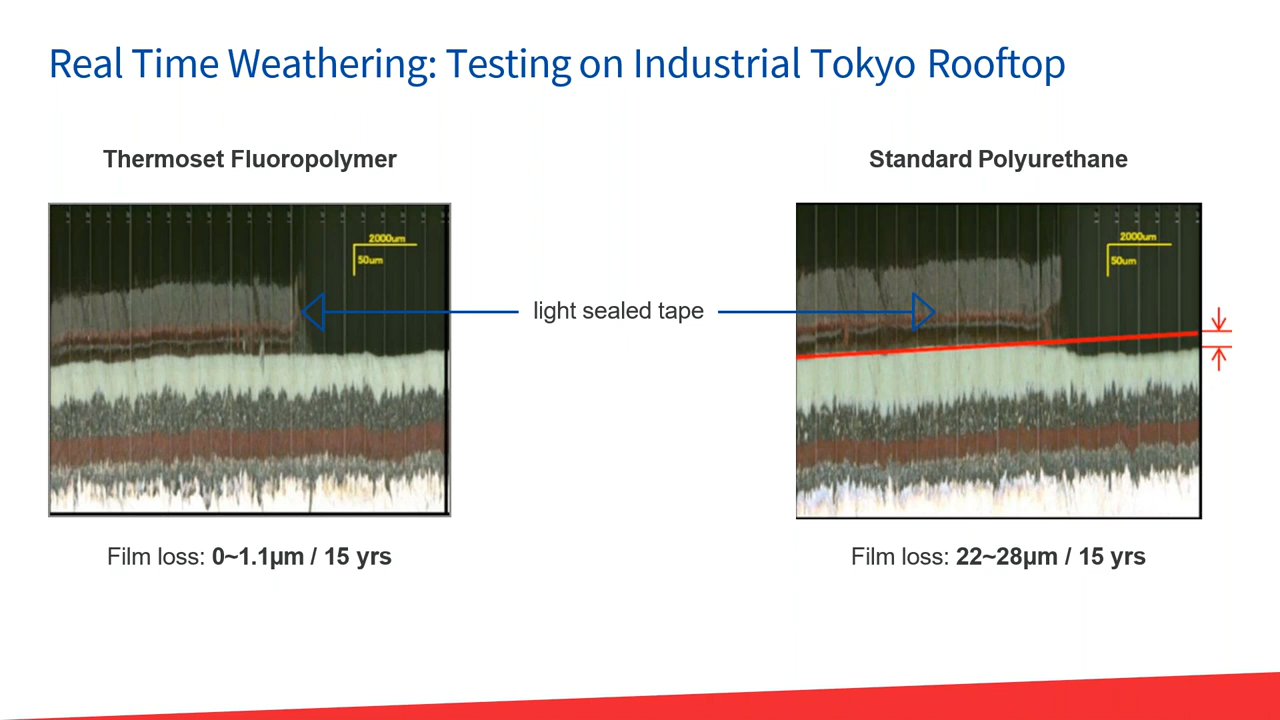 Real Time Weathering: Testing on Industrial Tokyo Rooftop
Thermoset Fluoropolymer
Standard Polyurethane
2000um
50um
2000um
50um
light sealed tape
Film loss: 0~1.1µm / 15 yrs
Film loss: 22~28µm / 15 yrs